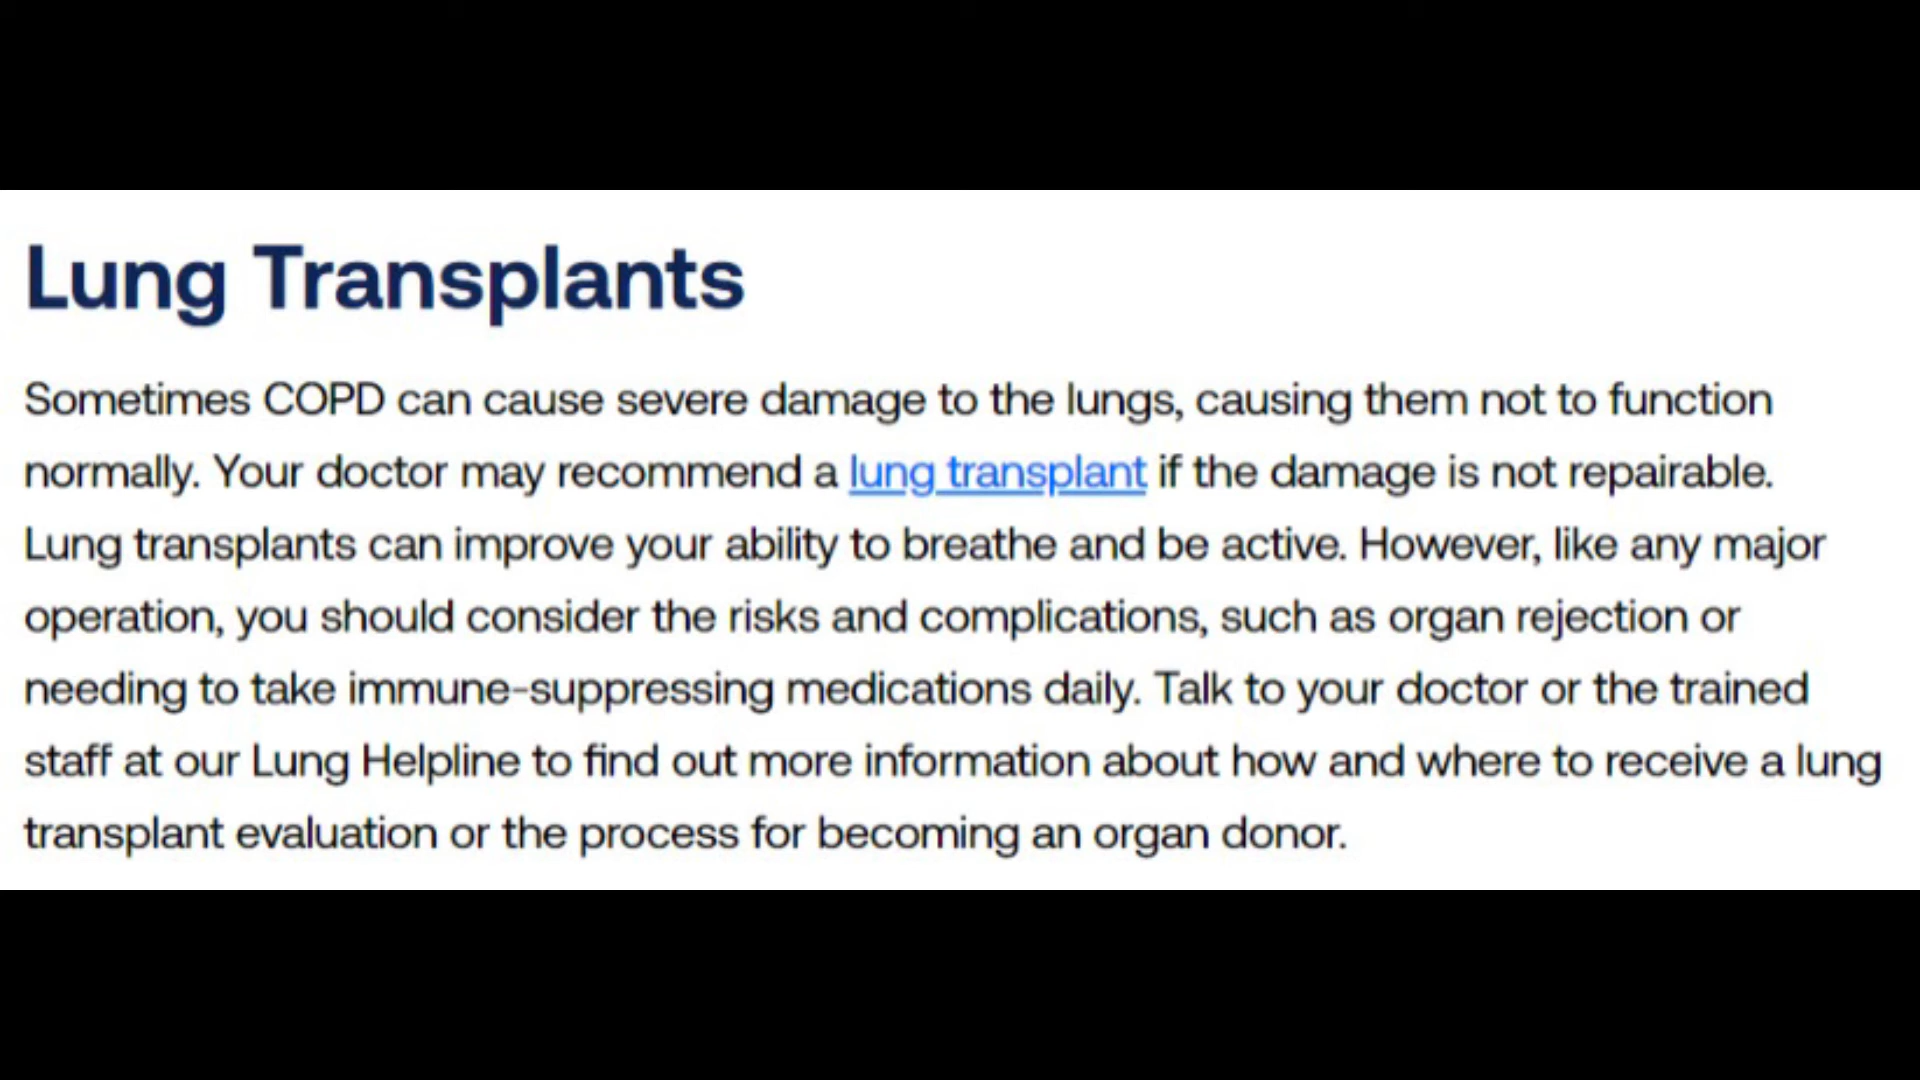 Lung Transplants
Sometimes COPD can cause severe damage to the lungs, causing them not to function
normally. Your doctor may recommend a lung transplant if the damage is not repairable.
Lung transplants can improve your ability to breathe and be active. However, like any major
operation, you should consider the risks and complications, such as organ rejection or
needing to take immune-suppressing medications daily. Talk to your doctor or the trained
staff at our Lung Helpline to find out more information about how and where to receive a lung
transplant evaluation or the process for becoming an organ donor.